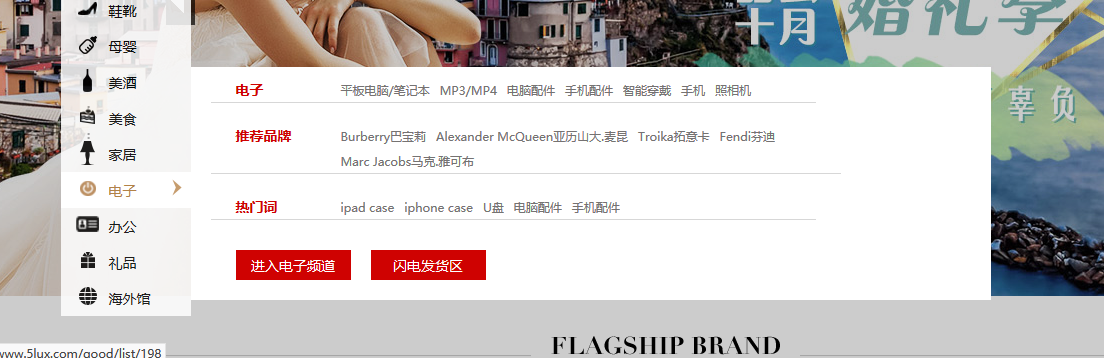 鞋靴
母婴
美酒
美食
家居
电子
办公
礼品
海外馆
十月
婚礼季
辜负
电子 平板电脑/笔记本 MP3/MP4 电脑配件 手机配件 智能穿戴 手机 照相机
推荐品牌 Burberry巴宝莉 Alexander McQueen亚历山大.麦昆 Troika拓意卡 Fendi芬迪
Marc Jacobs马克.雅可布
热门词 ipad case iphone case U盘 电脑配件 手机配件
进入电子频道 闪电发货区
FLAGSHIP BRAND
www.5lux.com/good/list/198